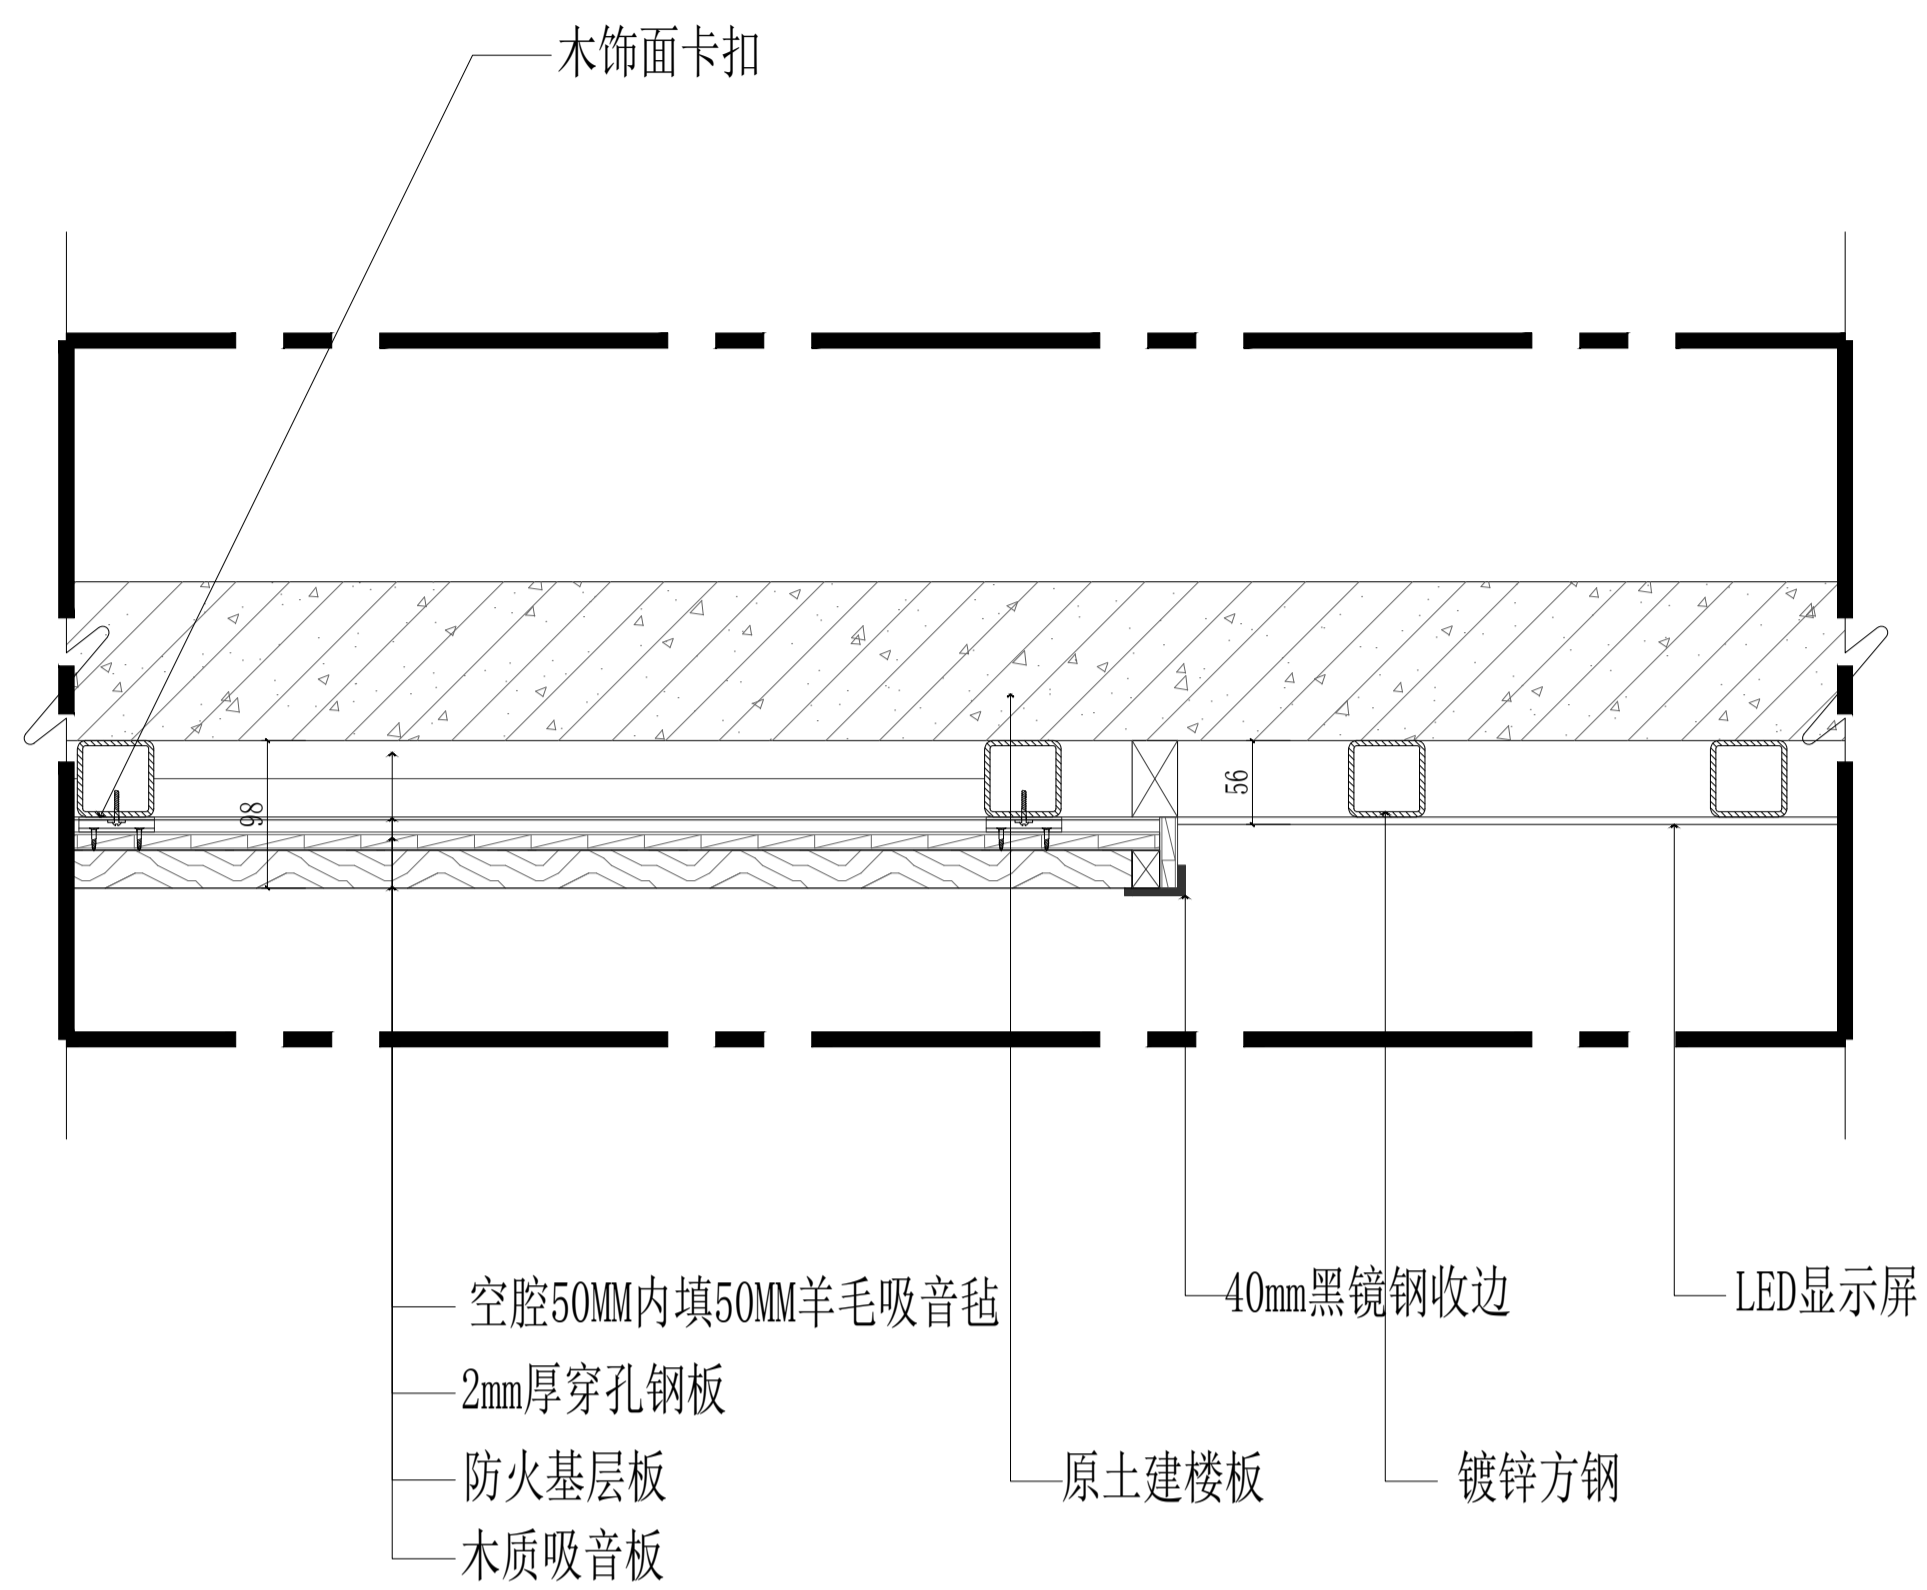 木饰面卡扣
98
56
空腔50MM内填50MM羊毛吸音毡
40mm黑镜钢收边
LED显示屏
2mm厚穿孔钢板
防火基层板
原土建楼板
镀锌方钢
木质吸音板